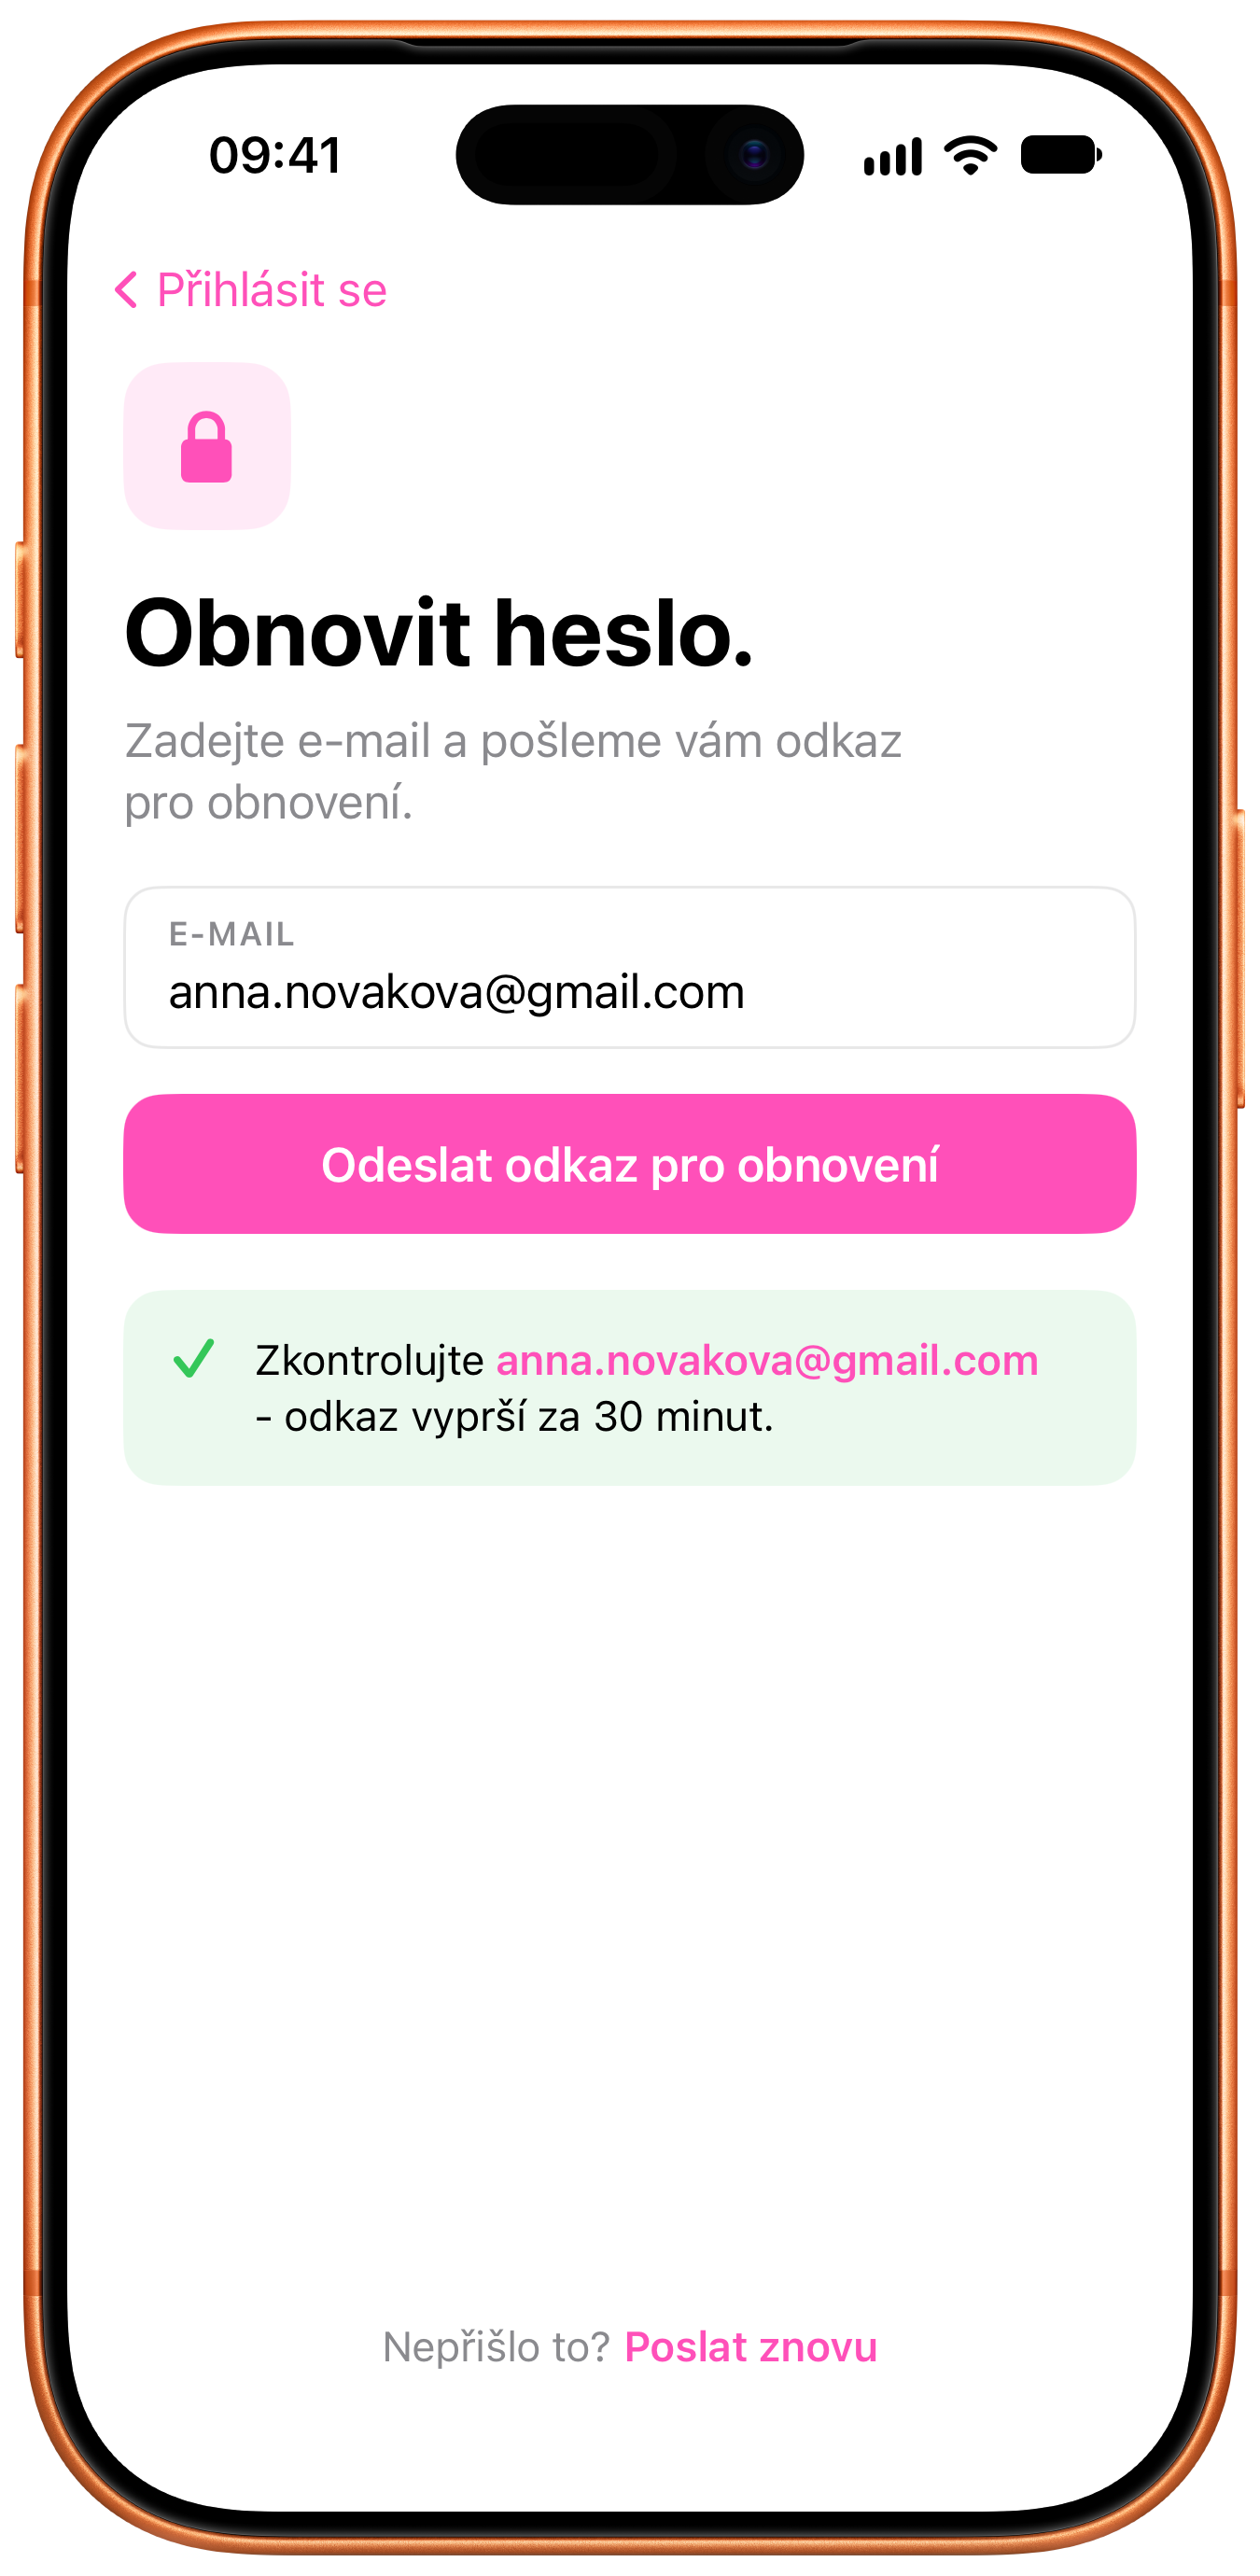 09:41
Přihlásit se
Obnovit heslo.
Zadejte e-mail a pošleme vám odkaz
pro obnovení.
E-MAIL
anna.novakova@gmail.com
Odeslat odkaz pro obnovení
Zkontrolujte anna.novakova@gmail.com
- odkaz vyprší za 30 minut.
Nepřišlo to? Poslat znovu